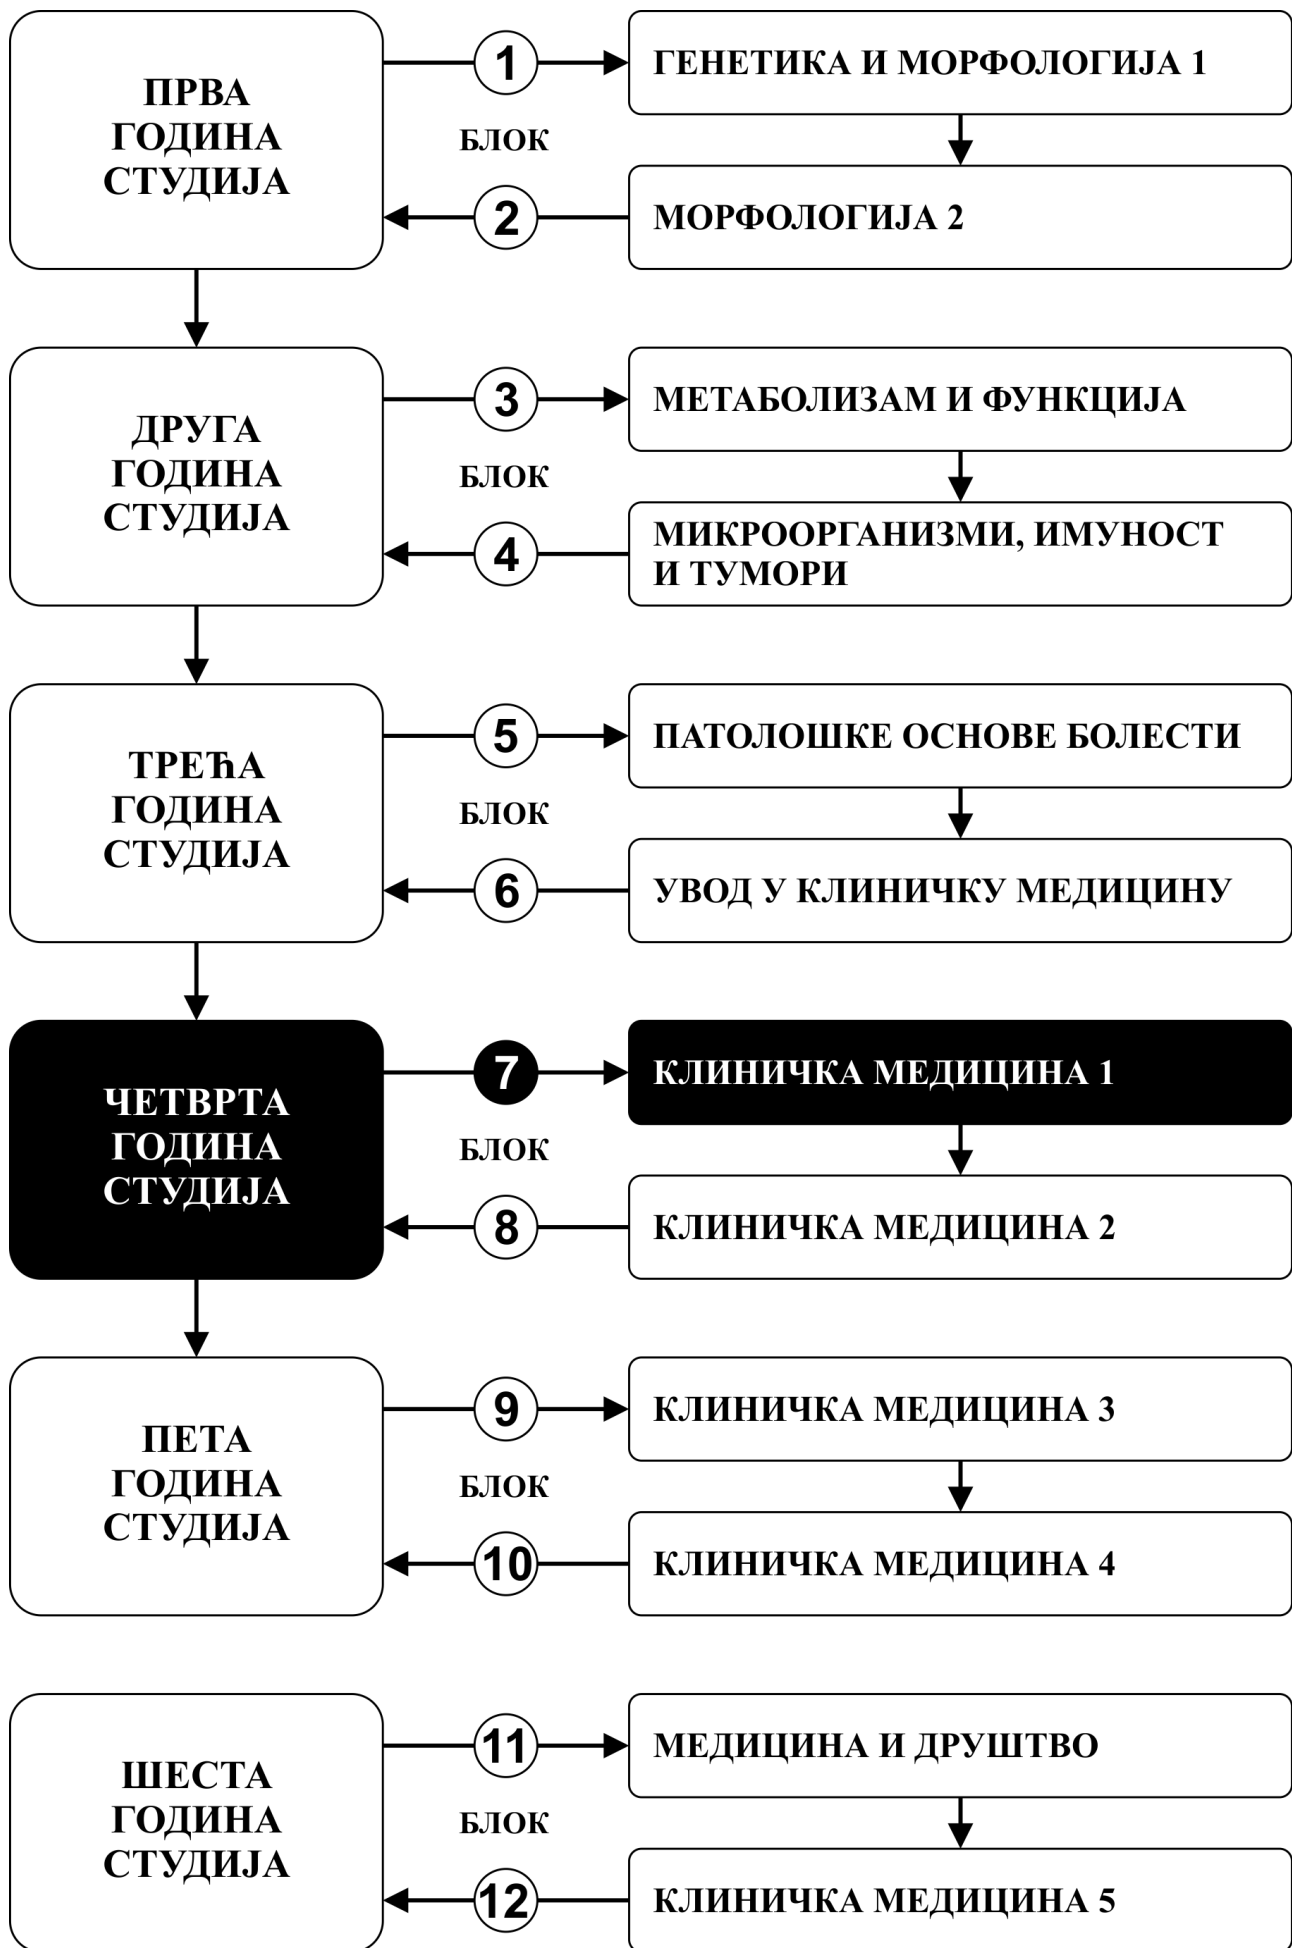 ПРВА
ГОДИНА
СТУДИЈА
1
ГЕНЕТИКА И МОРФОЛОГИЈА 1
БЛОК
2
МОРФОЛОГИЈА 2
ДРУГА
ГОДИНА
СТУДИЈА
3
МЕТАБОЛИЗАМ И ФУНКЦИЈА
БЛОК
4
МИКРООРГАНИЗМИ, ИМУНОСТ
И ТУМОРИ
ТРЕЋА
ГОДИНА
СТУДИЈА
5
ПАТОЛОШКЕ ОСНОВЕ БОЛЕСТИ
БЛОК
6
УВОД У КЛИНИЧКУ МЕДИЦИНУ
ЧЕТВРТА
ГОДИНА
СТУДИЈА
7
КЛИНИЧКА МЕДИЦИНА 1
БЛОК
8
КЛИНИЧКА МЕДИЦИНА 2
ПЕТА
ГОДИНА
СТУДИЈА
9
КЛИНИЧКА МЕДИЦИНА 3
БЛОК
10
КЛИНИЧКА МЕДИЦИНА 4
ШЕСТА
ГОДИНА
СТУДИЈА
11
МЕДИЦИНА И ДРУШТВО
БЛОК
12
КЛИНИЧКА МЕДИЦИНА 5